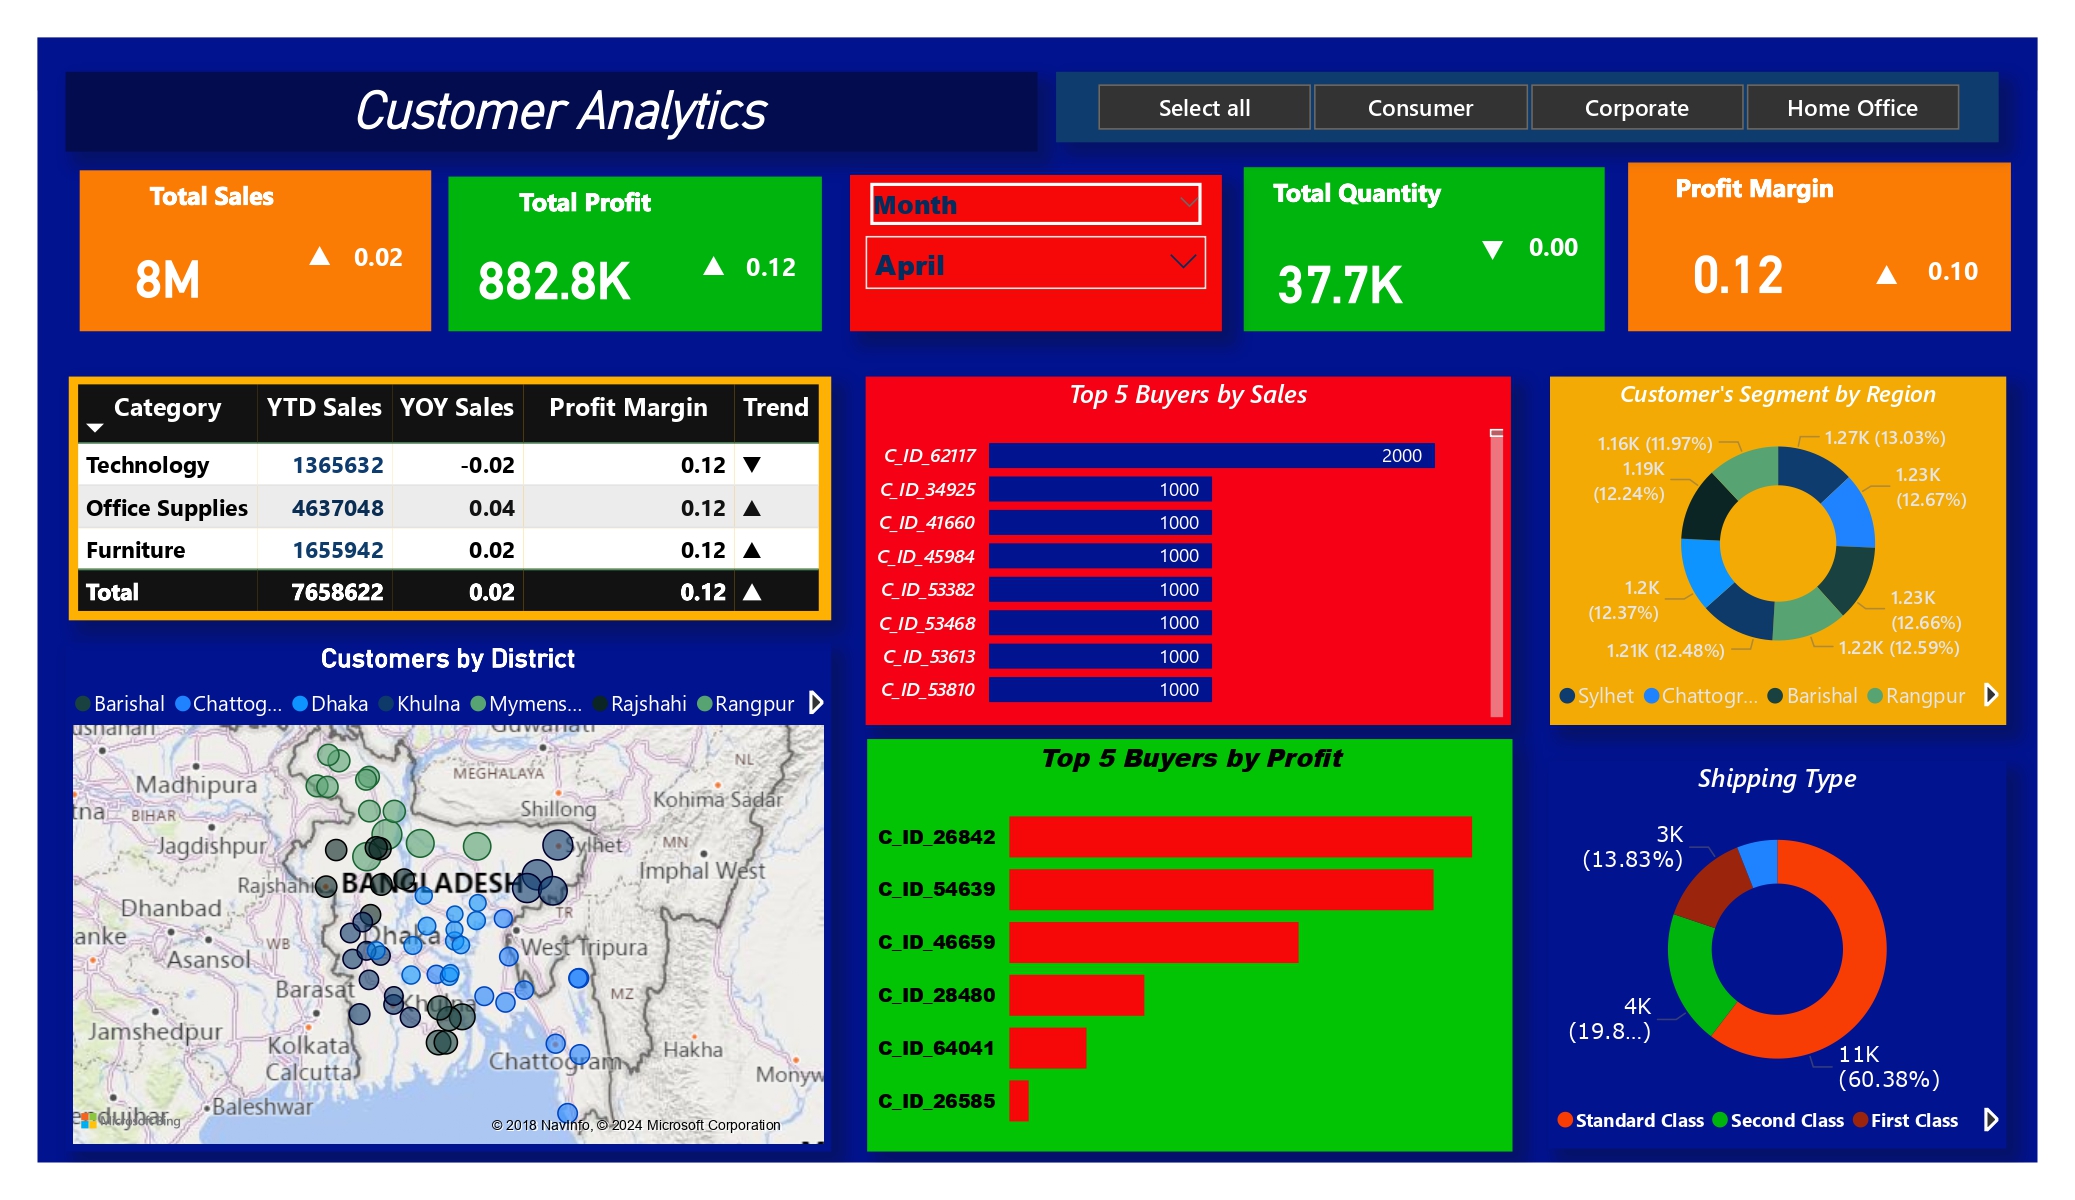 Customer Analytics
Select all
Consumer
Corporate
Home Office
Total Sales
8M
0.02
Total Profit
882.8K
0.12
Month
April
Total Quantity
37.7K
0.00
Profit Margin
0.12
0.10
Category YTD Sales YOY Sales Profit Margin Trend
Technology 1365632 -0.02 0.12
Office Supplies 4637048 0.04 0.12
Furniture 1655942 0.02 0.12
Total 7658622 0.02 0.12
Top 5 Buyers by Sales
C_ID_62117 2000
C_ID_34925 1000
C_ID_41660 1000
C_ID_45984 1000
C_ID_53382 1000
C_ID_53468 1000
C_ID_53613 1000
C_ID_53810 1000
Customer's Segment by Region
1.16K (11.97%)
1.27K (13.03%)
1.19K
(12.24%)
1.23K
(12.67%)
1.2K
(12.37%)
1.23K
(12.66%)
1.21K (12.48%)
1.22K (12.59%)
Sylhet Chattogr... Barishal Rangpur
Customers by District
Barishal Chattog... Dhaka Khulna Mymens... Rajshahi Rangpur
Guwahati
Madhipura
MEGHALAYA
NL
Shillong
Kohima Sadar
tna
BIHAR
Jagdishpur
Sylhet
MN
Imphal West
Rajshahi
BANGLADESH
Dhanbad
TR
anke
WB
Dhaka
West Tripura
Asansol
Barasat
Khulna
MZ
Jamshedpur
Kolkata
Calcutta
Chattogram
Hakha
Monyw
Baleshwar
endujhar
Microsoft Bing
© 2018 NavInfo, © 2024 Microsoft Corporation
Top 5 Buyers by Profit
C_ID_26842
C_ID_54639
C_ID_46659
C_ID_28480
C_ID_64041
C_ID_26585
Shipping Type
3K
(13.83%)
4K
(19.8...)
11K
(60.38%)
Standard Class Second Class First Class